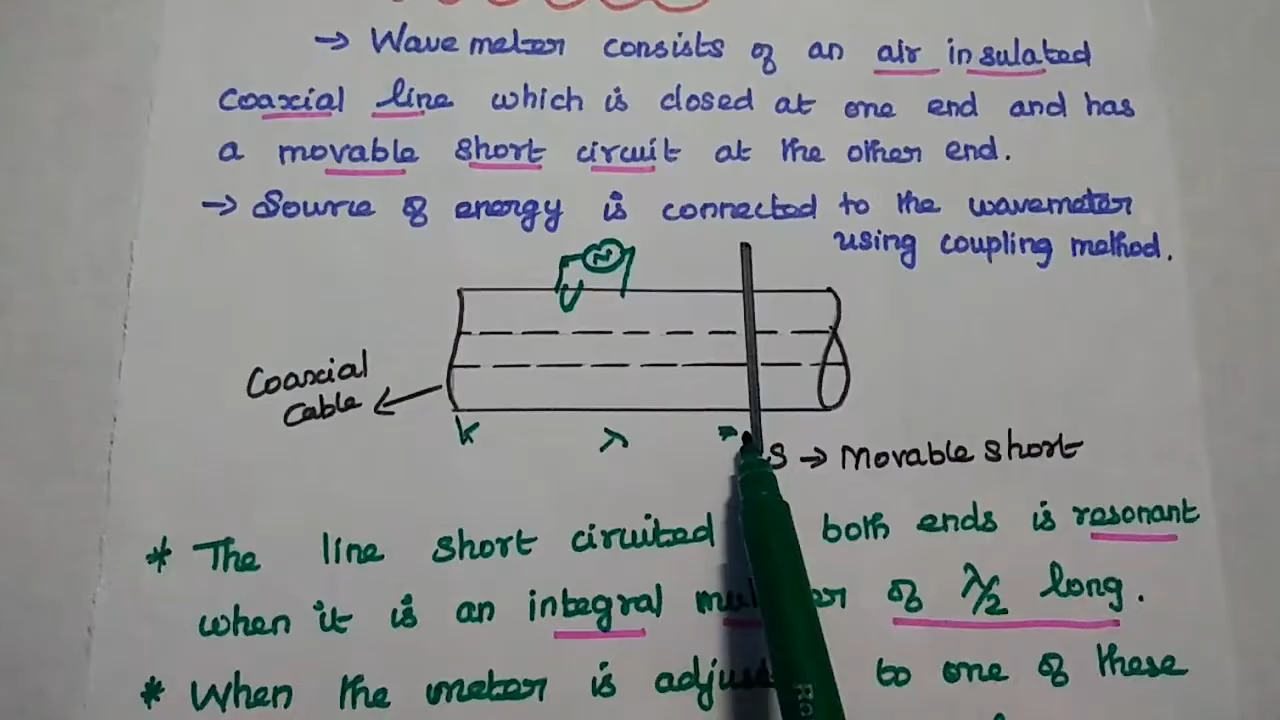 → Wavemeter consists of an air insulated
coaxial line which is closed at one end and has
a movable short circuit at the other end.
→ Source of energy is connected to the wavemeter
using coupling method.
Coaxial
Cable
λ
S → Movable short
* The line short circuited both ends is resonant
when it is an integral of λ/2 long.
* When the meter is to one of these